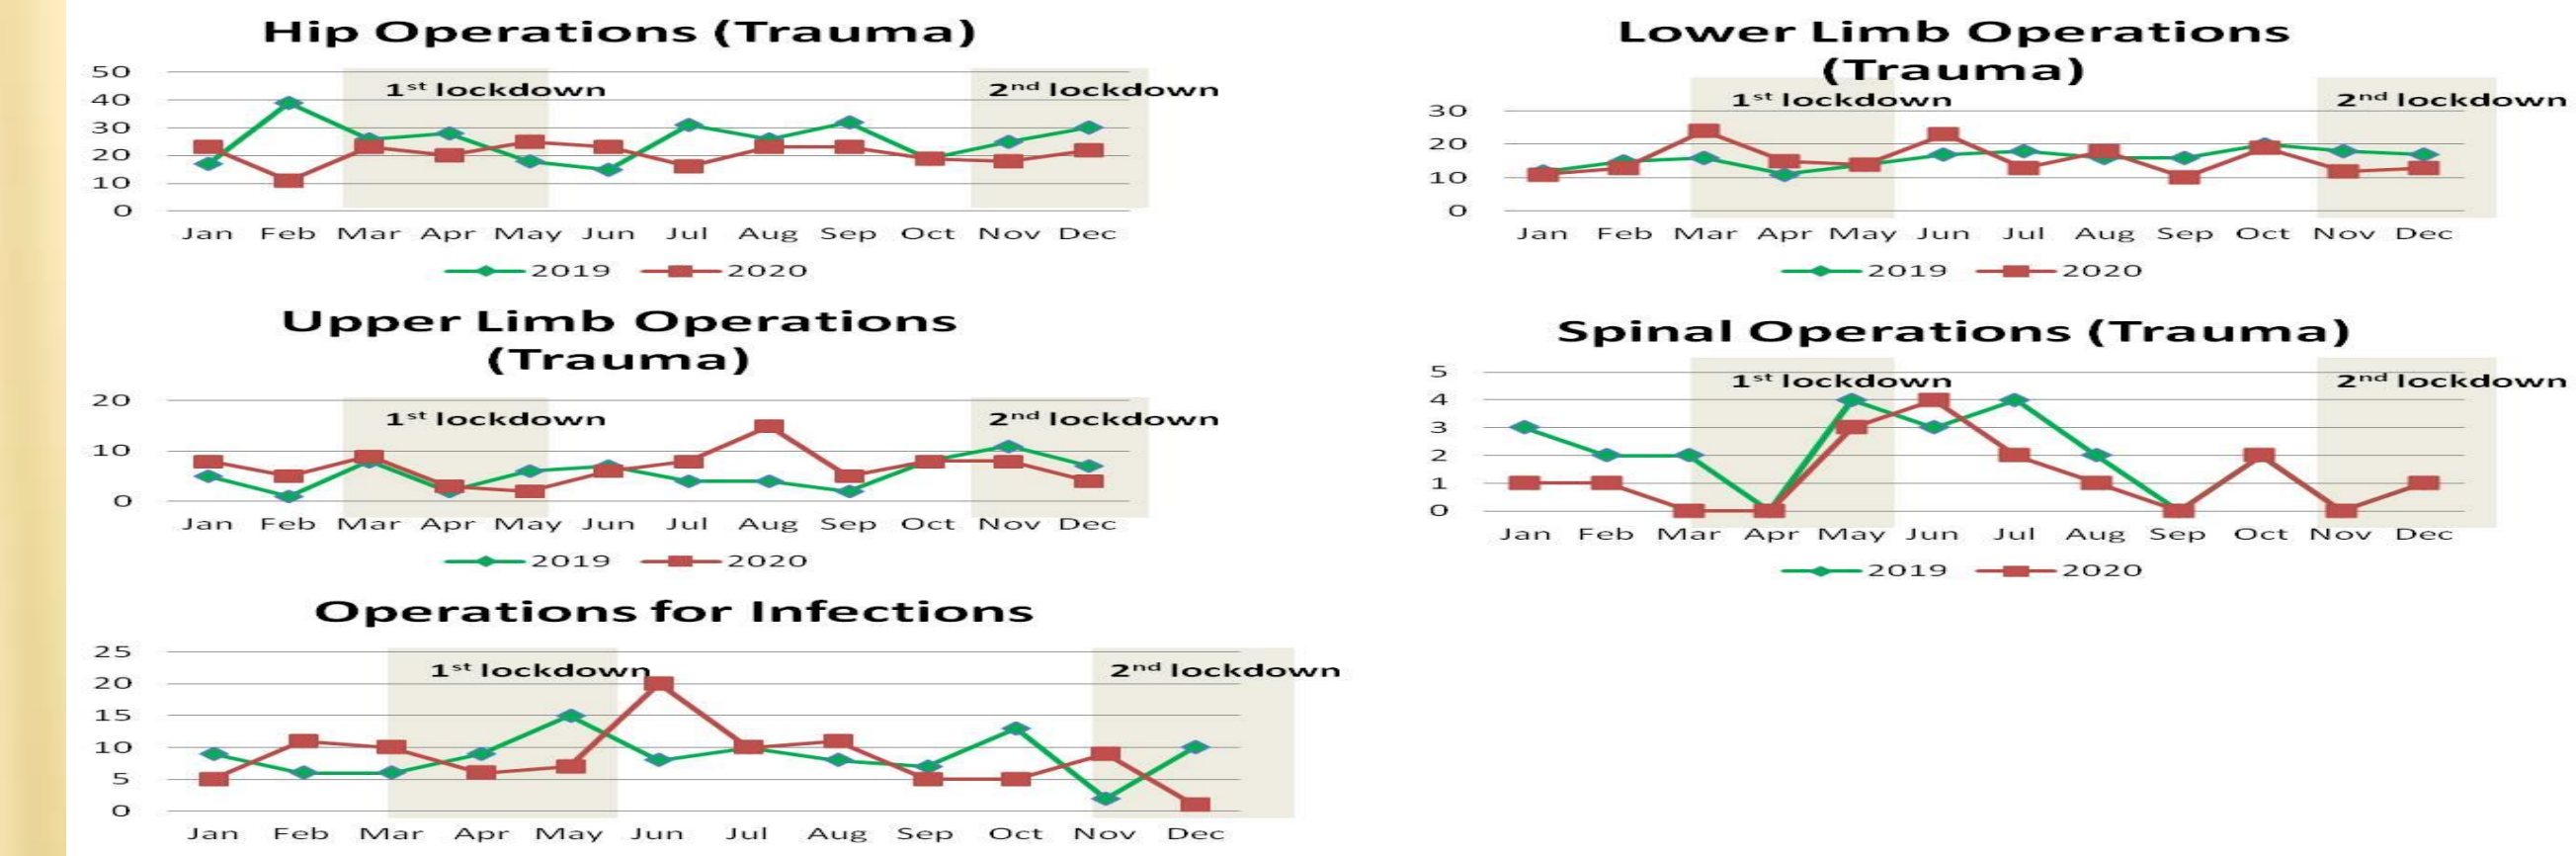 Hip Operations (Trauma)
50
40
30
20
10
0
1st lockdown
2nd lockdown
Jan Feb Mar Apr May Jun Jul Aug Sep Oct Nov Dec
2019 2020
Lower Limb Operations
(Trauma)
30
20
10
0
1st lockdown
2nd lockdown
Jan Feb Mar Apr May Jun Jul Aug Sep Oct Nov Dec
2019 2020
Upper Limb Operations
(Trauma)
20
10
0
1st lockdown
2nd lockdown
Jan Feb Mar Apr May Jun Jul Aug Sep Oct Nov Dec
2019 2020
Spinal Operations (Trauma)
5
4
3
2
1
0
1st lockdown
2nd lockdown
Jan Feb Mar Apr May Jun Jul Aug Sep Oct Nov Dec
2019 2020
Operations for Infections
25
20
15
10
5
0
1st lockdown
2nd lockdown
Jan Feb Mar Apr May Jun Jul Aug Sep Oct Nov Dec